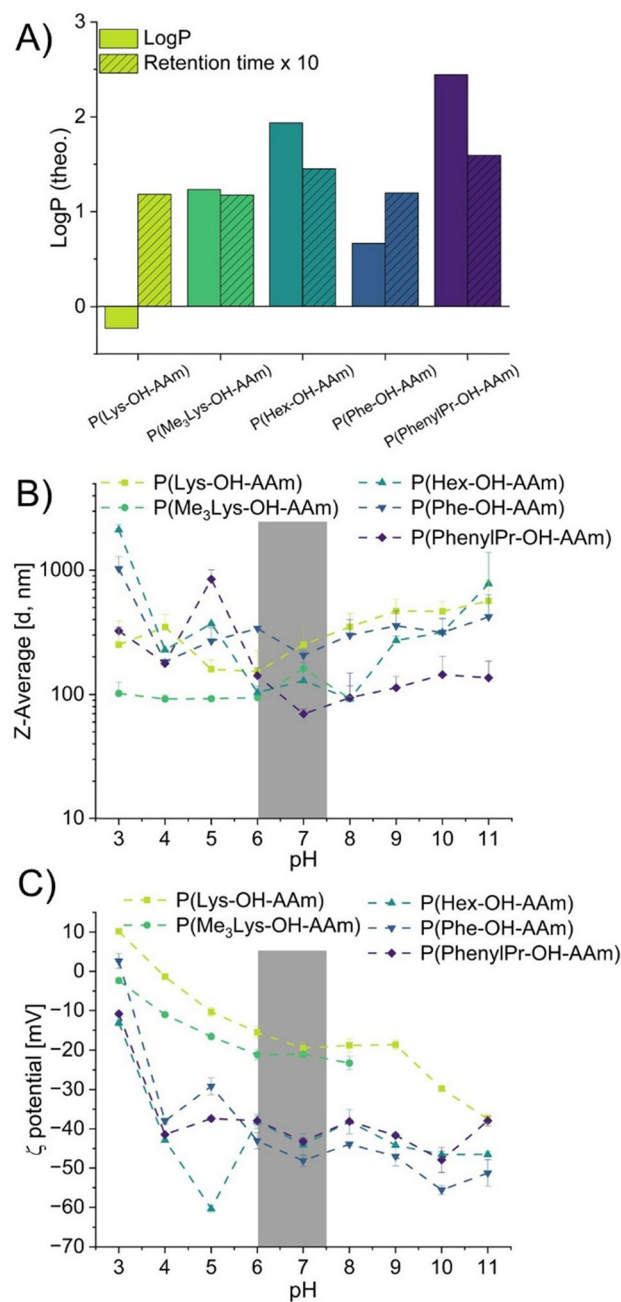 A)
LogP
Retention time x 10
LogP (theo.)
3
2
1
0
P(Lys-OH-AAm)
P(Me₃Lys-OH-AAm)
P(Hex-OH-AAm)
P(Phe-OH-AAm)
P(PhenylPr-OH-AAm)
B)
P(Lys-OH-AAm)
P(Me₃Lys-OH-AAm)
P(Hex-OH-AAm)
P(Phe-OH-AAm)
P(PhenylPr-OH-AAm)
Z-Average [d, nm]
1000
100
10
3 4 5 6 7 8 9 10 11
pH
C)
P(Lys-OH-AAm)
P(Me₃Lys-OH-AAm)
P(Hex-OH-AAm)
P(Phe-OH-AAm)
P(PhenylPr-OH-AAm)
ζ potential [mV]
10
0
−10
−20
−30
−40
−50
−60
−70
3 4 5 6 7 8 9 10 11
pH